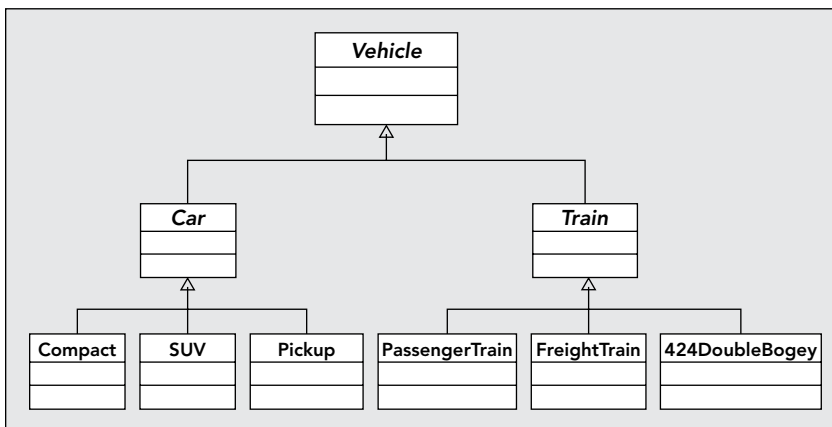 Vehicle
Car
Train
Compact
SUV
Pickup
PassengerTrain
FreightTrain
424DoubleBogey